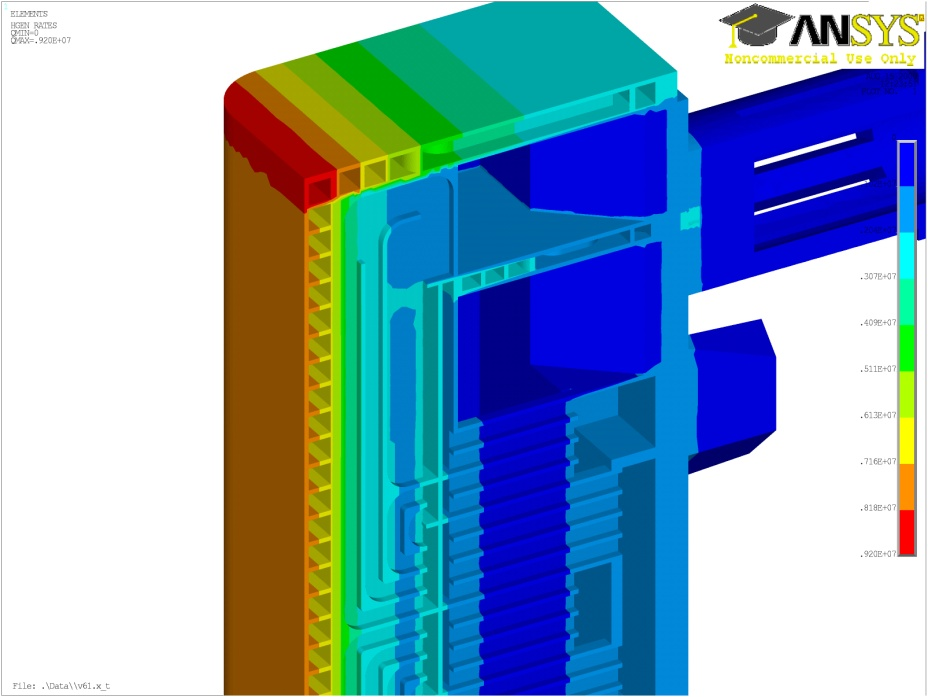 ELEMENTS
HGEN RATES
QMIN=0
QMAX=.920E+07
ANSYS
Noncommercial Use Only
.307E+07
.409E+07
.511E+07
.613E+07
.716E+07
.818E+07
.920E+07
File: .\Data\\v61.x_t